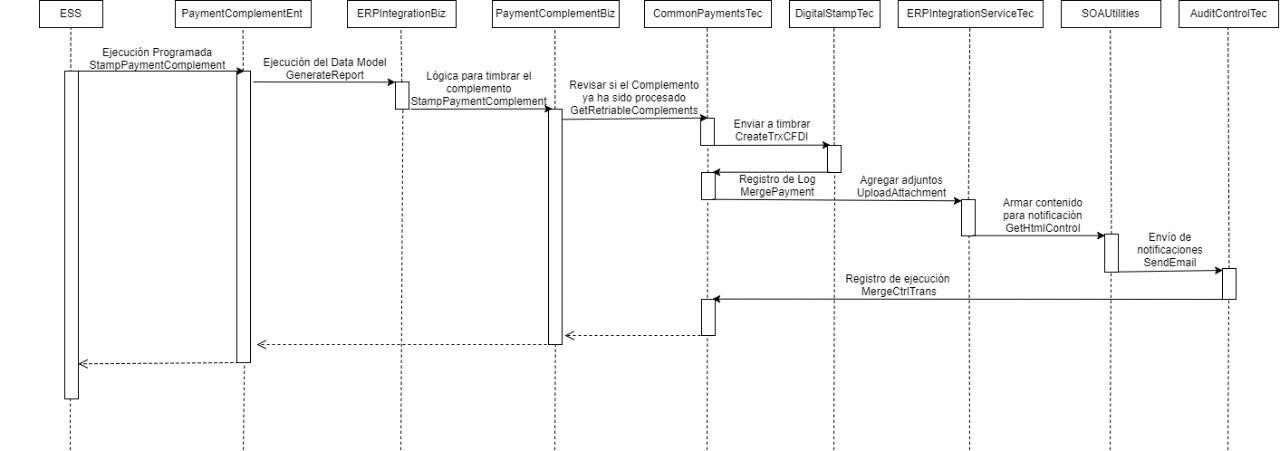 ESS
PaymentComplementEnt
ERPIntegrationBiz
PaymentComplementBiz
CommonPaymentsTec
DigitalStampTec
ERPIntegrationServiceTec
SOAUtilities
AuditControlTec
Ejecución Programada
StampPaymentComplement
Ejecución del Data Model
GenerateReport
Lógica para timbrar el
complemento
StampPaymentComplement
Revisar si el Complemento
ya ha sido procesado
GetRetriableComplements
Enviar a timbrar
CreateTrxCFDI
Registro de Log
MergePayment
Agregar adjuntos
UploadAttachment
Armar contenido
para notificación
GetHtmlControl
Envío de
notificaciones
SendEmail
Registro de ejecución
MergeCtrlTrans